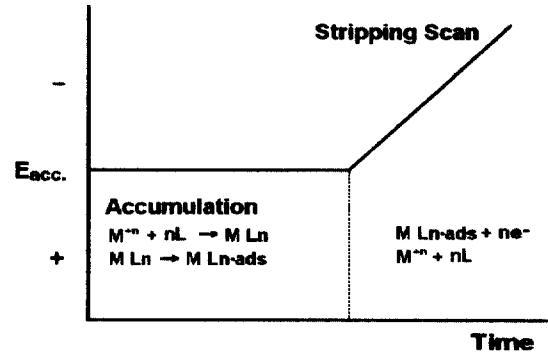 Stripping Scan
−
Eacc.
Accumulation
M+n + nL → M Ln
M Ln → M Ln-ads
+
M Ln-ads + ne-
M+n + nL
Time